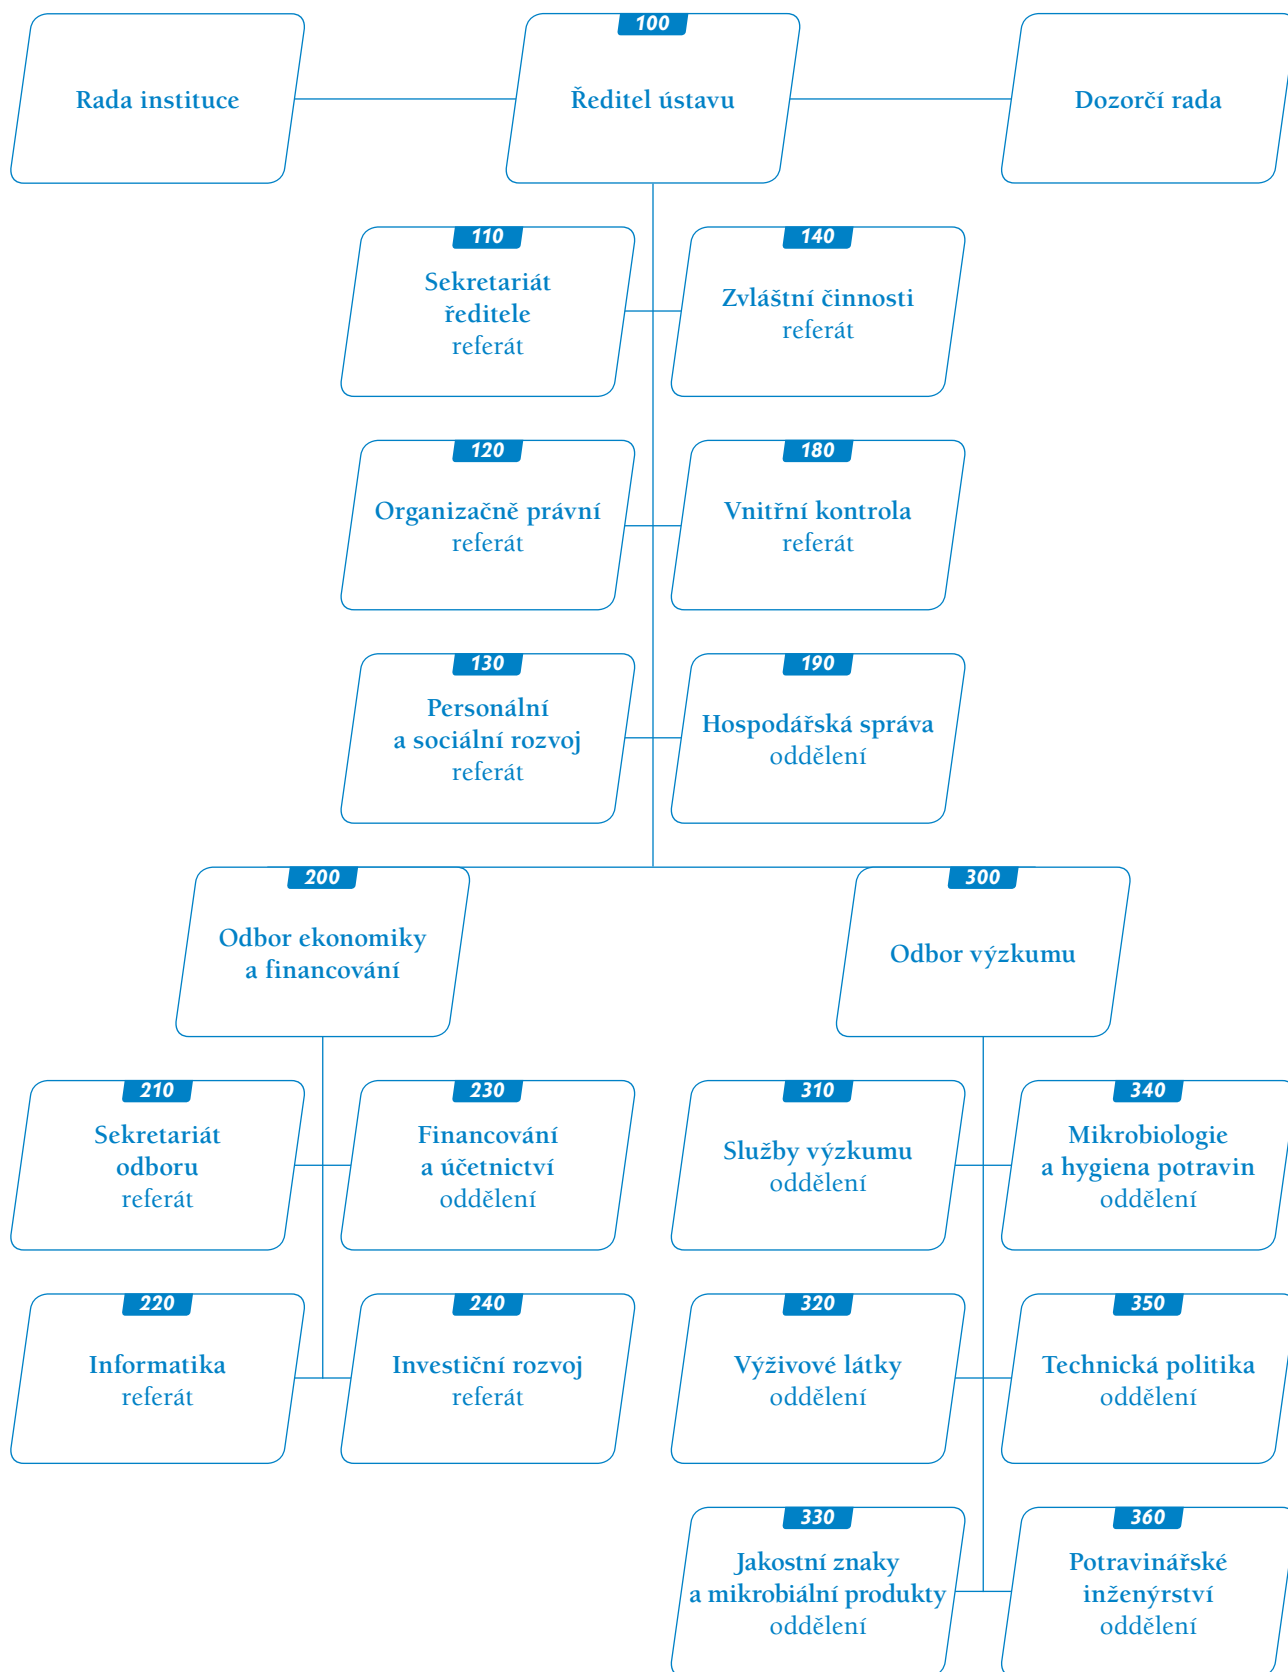 100
Rada instituce
Ředitel ústavu
Dozorčí rada
110
Sekretariát
ředitele
referát
140
Zvláštní činnosti
referát
120
Organizačně právní
referát
180
Vnitřní kontrola
referát
130
Personální
a sociální rozvoj
referát
190
Hospodářská správa
oddělení
200
Odbor ekonomiky
a financování
300
Odbor výzkumu
210
Sekretariát
odboru
referát
230
Financování
a účetnictví
oddělení
310
Služby výzkumu
oddělení
340
Mikrobiologie
a hygiena potravin
oddělení
220
Informatika
referát
240
Investiční rozvoj
referát
320
Výživové látky
oddělení
350
Technická politika
oddělení
330
Jakostní znaky
a mikrobiální produkty
oddělení
360
Potravinářské
inženýrství
oddělení